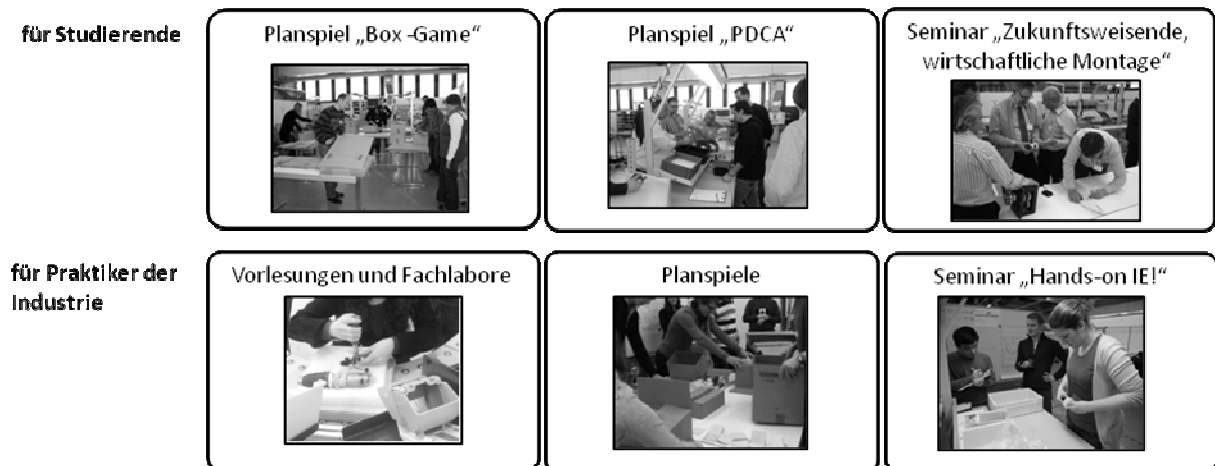 für Studierende
Planspiel „Box -Game“
Planspiel „PDCA“
Seminar „Zukunftsweisende,
wirtschaftliche Montage“
für Praktiker der
Industrie
Vorlesungen und Fachlabore
Planspiele
Seminar „Hands-on IE!“